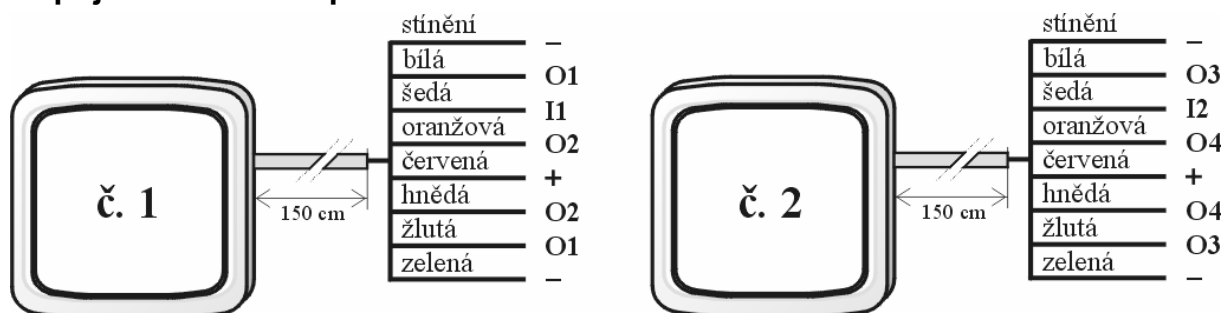 č. 1
150 cm
stínění –
bílá O1
šedá I1
oranžová O2
červená +
hnědá O2
žlutá O1
zelená –
č. 2
150 cm
stínění –
bílá O3
šedá I2
oranžová O4
červená +
hnědá O4
žlutá O3
zelená –